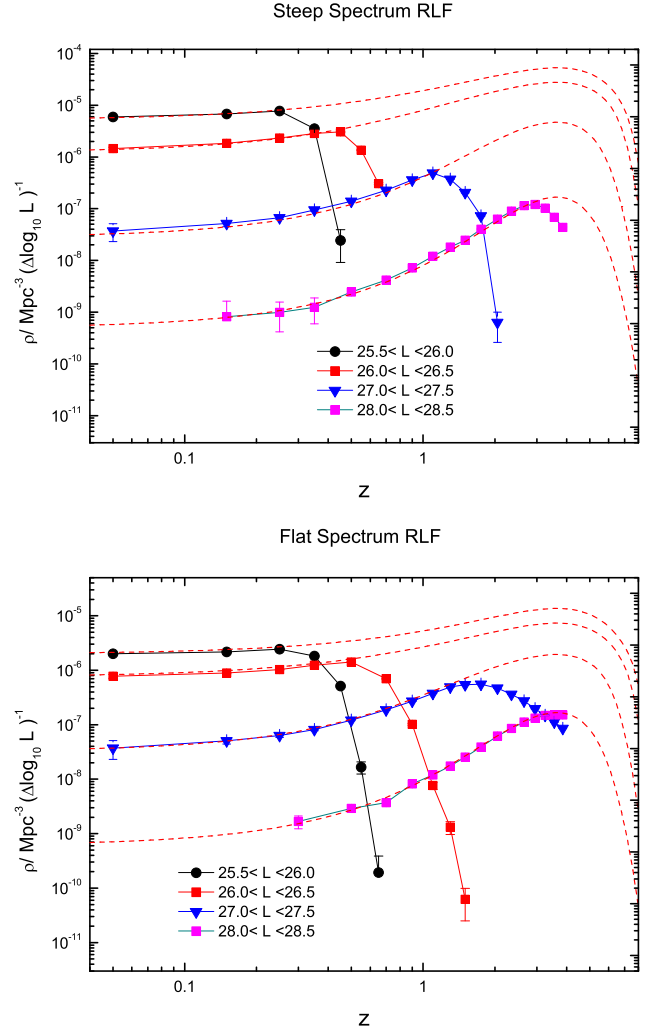 Steep Spectrum RLF
10^-4
10^-5
10^-6
10^-7
10^-8
10^-9
10^-10
10^-11
ρ/ Mpc^-3 (Δlog_10 L )^-1
25.5< L <26.0
26.0< L <26.5
27.0< L <27.5
28.0< L <28.5
0.1
1
z
Flat Spectrum RLF
10^-5
10^-6
10^-7
10^-8
10^-9
10^-10
10^-11
ρ/ Mpc^-3 (Δlog_10 L )^-1
25.5< L <26.0
26.0< L <26.5
27.0< L <27.5
28.0< L <28.5
0.1
1
z